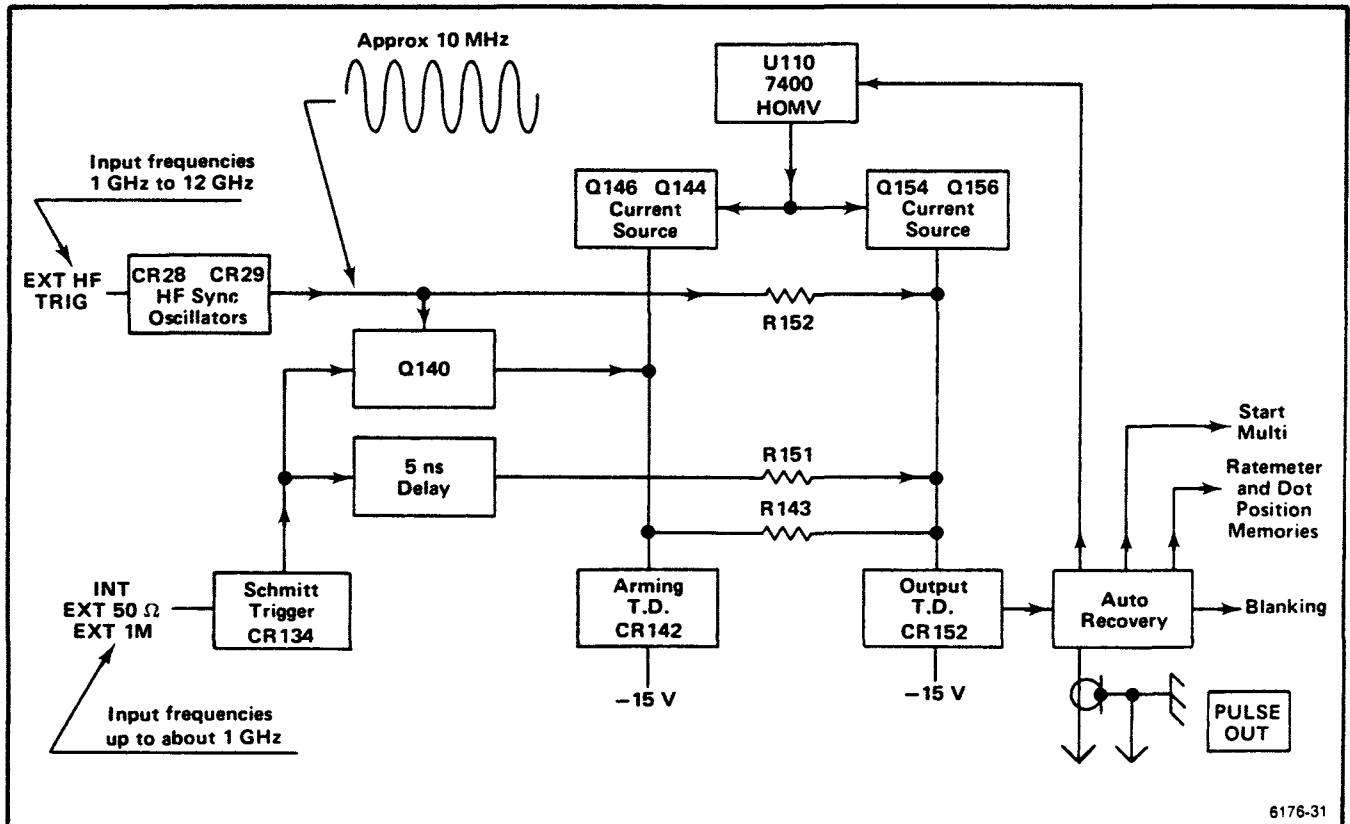 Approx 10 MHz
U110
7400
HOMV
Input frequencies
1 GHz to 12 GHz
Q146 Q144
Current
Source
Q154 Q156
Current
Source
EXT HF
TRIG
CR28 CR29
HF Sync
Oscillators
R152
Q140
5 ns
Delay
R151
R143
Start
Multi
Ratemeter
and Dot
Position
Memories
INT
EXT 50 Ω
EXT 1M
Schmitt
Trigger
CR134
Arming
T.D.
CR142
Output
T.D.
CR152
Auto
Recovery
Blanking
−15 V
−15 V
Input frequencies
up to about 1 GHz
PULSE
OUT
6176-31